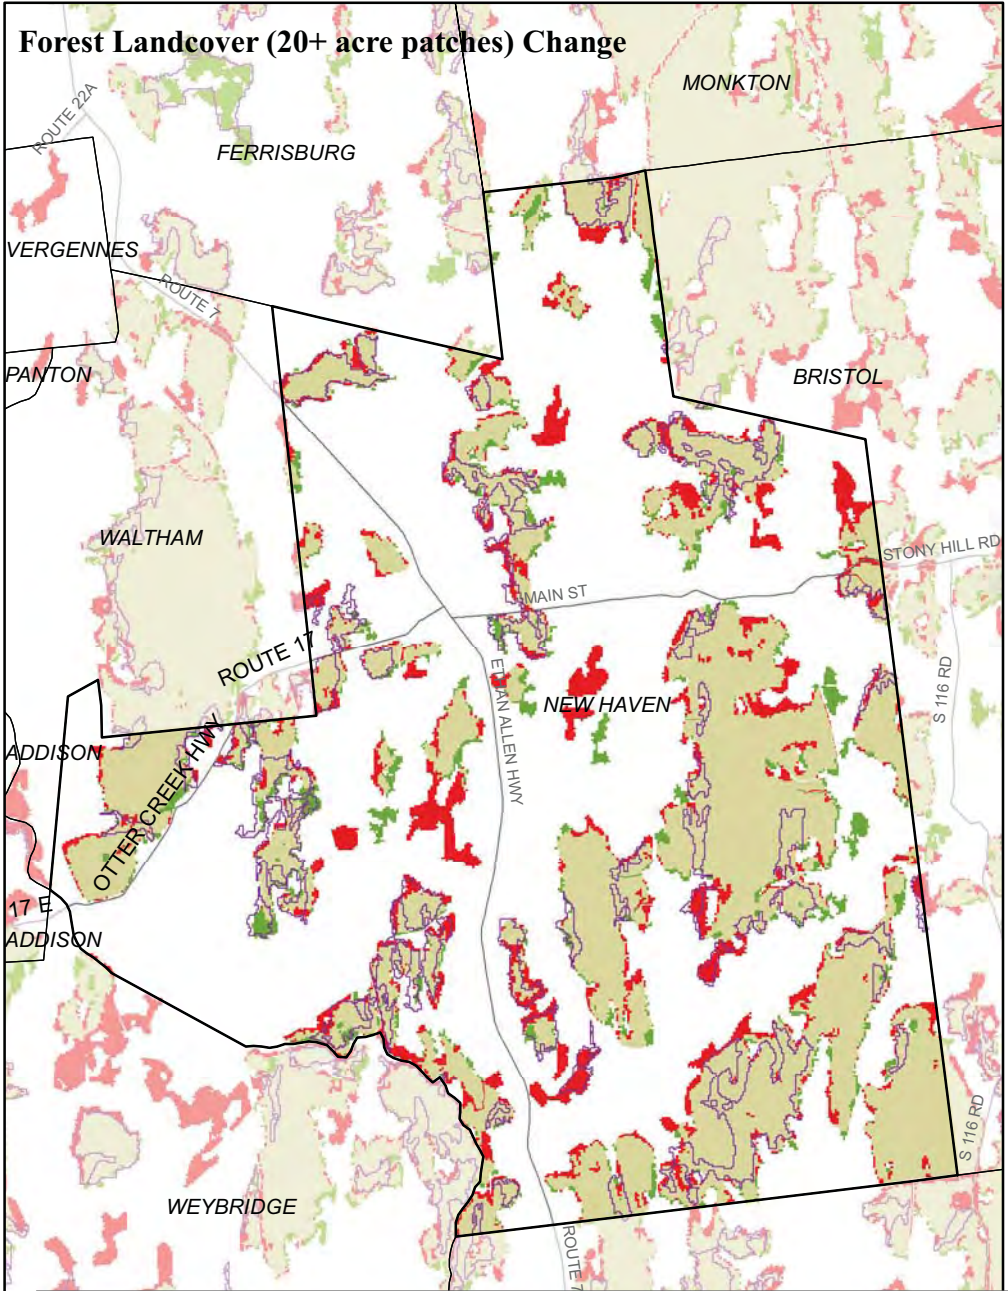 Forest Landcover (20+ acre patches) Change
MONKTON
ROUTE 22A
FERRISBURG
VERGENNES
ROUTE 7
PANTON
BRISTOL
WALTHAM
STONY HILL RD
MAIN ST
ROUTE 17
S 116 RD
ETHAN ALLEN HWY
NEW HAVEN
ADDISON
OTTER CREEK HWY
17 E
ADDISON
S 116 RD
WEYBRIDGE
ROUTE 7